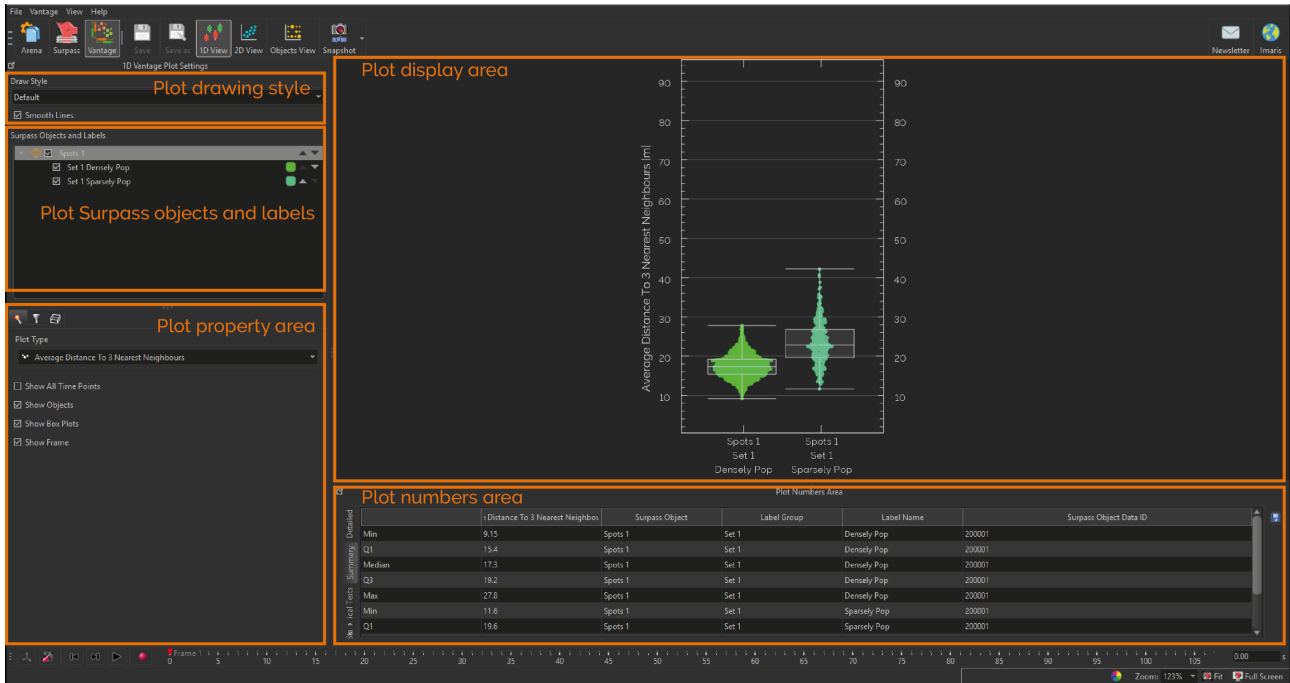 File Vantage View Help
Arena Surpass Vantage Save Save as 1D View 2D View Objects View Snapshot Newsletter Imaris
1D Vantage Plot Settings
Draw Style
Plot drawing style
Default
Smooth Lines
Surpass Objects and Labels
Spots 1
Set 1 Densely Pop
Set 1 Sparsely Pop
Plot Surpass objects and labels
Plot property area
Plot Type
Average Distance To 3 Nearest Neighbours
Show All Time Points
Show Objects
Show Box Plots
Show Frame
Plot display area
Average Distance To 3 Nearest Neighbours [m]
90 90
80 80
70 70
60 60
50 50
40 40
30 30
20 20
10 10
Spots 1 Spots 1
Set 1 Set 1
Densely Pop Sparsely Pop
Plot numbers area
Plot Numbers Area
Detailed
Summary
ical Tests
Distance To 3 Nearest Neighbou Surpass Object Label Group Label Name Surpass Object Data ID
Min 9.15 Spots 1 Set 1 Densely Pop 200001
Q1 15.4 Spots 1 Set 1 Densely Pop 200001
Median 17.3 Spots 1 Set 1 Densely Pop 200001
Q3 19.2 Spots 1 Set 1 Densely Pop 200001
Max 27.8 Spots 1 Set 1 Densely Pop 200001
Min 11.6 Spots 1 Set 1 Sparsely Pop 200001
Q1 19.6 Spots 1 Set 1 Sparsely Pop 200001
Frame 1
0 5 10 15 20 25 30 35 40 45 50 55 60 65 70 75 80 85 90 95 100 105
0.00 s
Zoom: 123% Fit Full Screen